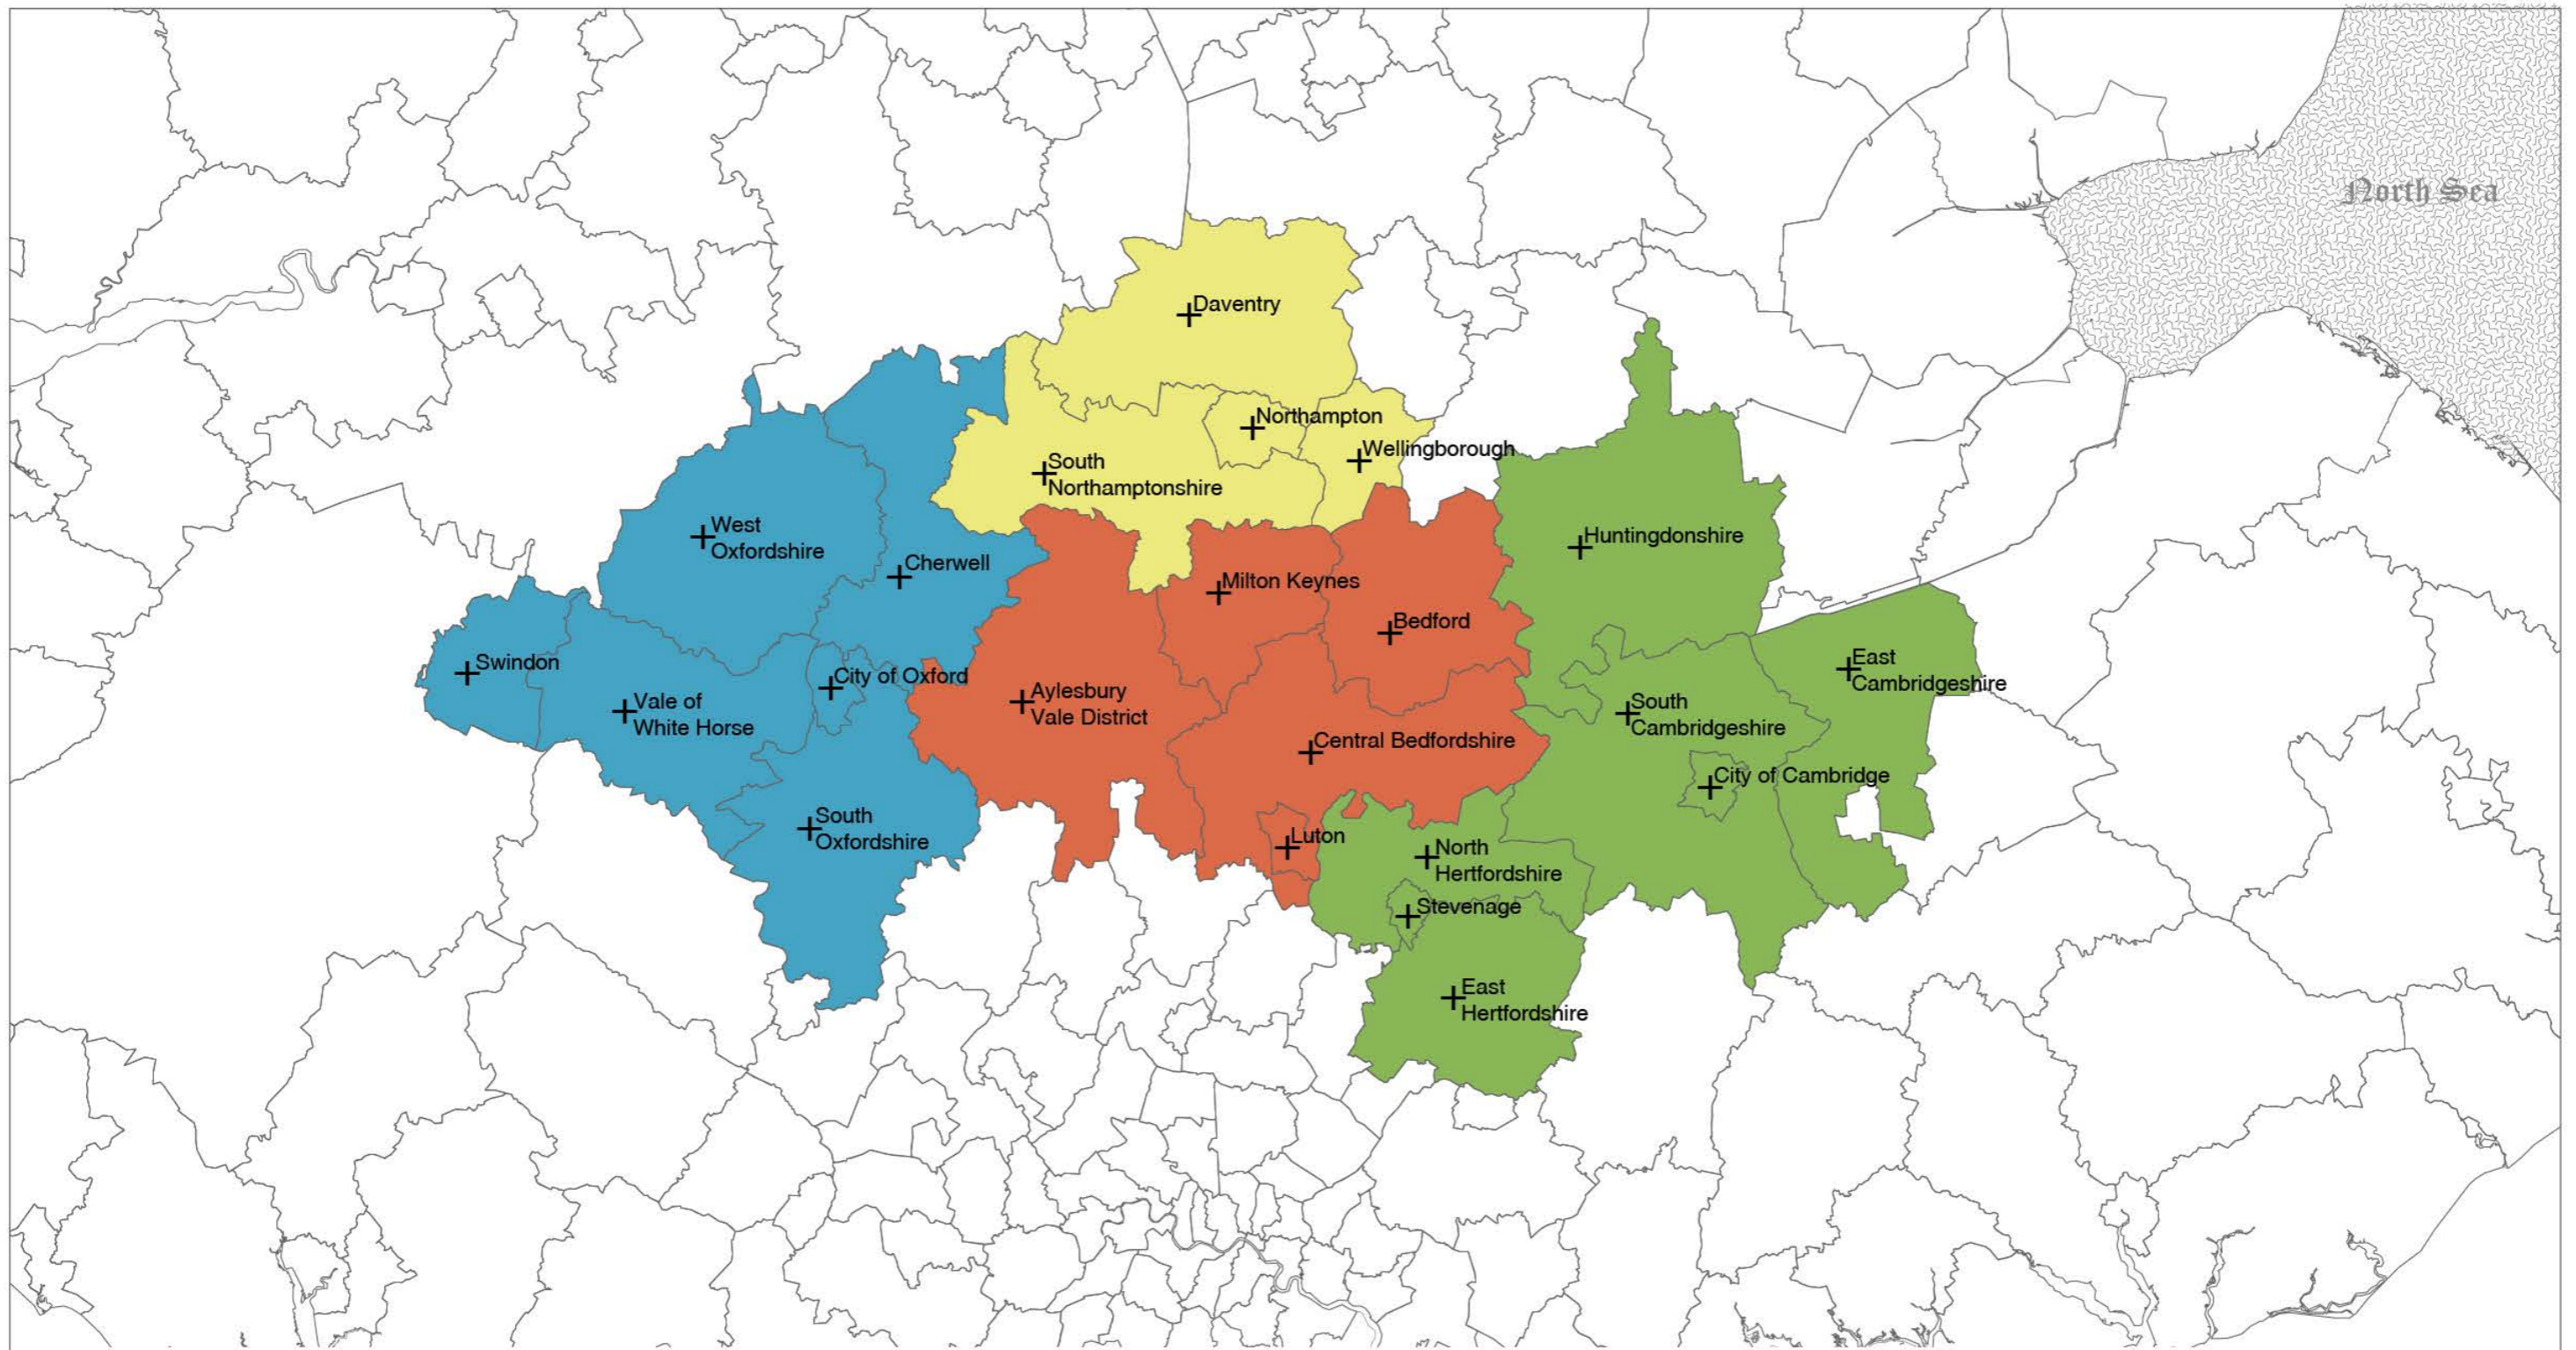 North Sea
Daventry
Northampton
Wellingborough
South
Northamptonshire
West
Oxfordshire
Cherwell
Huntingdonshire
Milton Keynes
Bedford
Swindon
City of Oxford
Vale of
White Horse
Aylesbury
Vale District
East
Cambridgeshire
South
Cambridgeshire
Central Bedfordshire
City of Cambridge
South
Oxfordshire
Luton
North
Hertfordshire
Stevenage
East
Hertfordshire